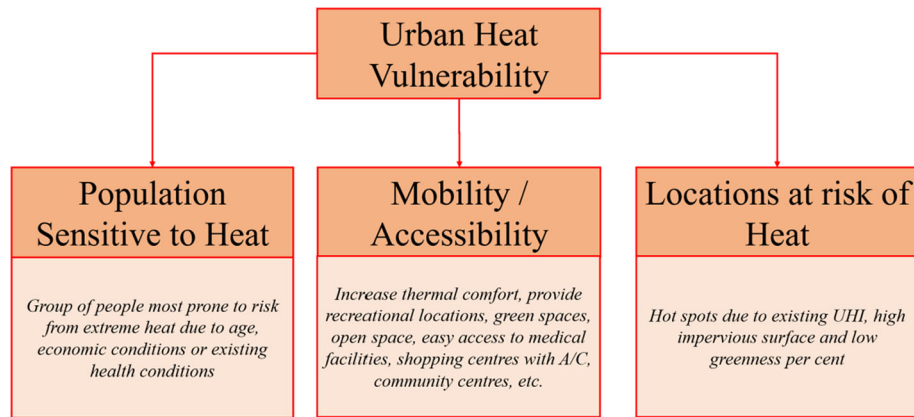 Urban Heat
Vulnerability
Population
Sensitive to Heat
Group of people most prone to risk
from extreme heat due to age,
economic conditions or existing
health conditions
Mobility /
Accessibility
Increase thermal comfort, provide
recreational locations, green spaces,
open space, easy access to medical
facilities, shopping centres with A/C,
community centres, etc.
Locations at risk of
Heat
Hot spots due to existing UHI, high
impervious surface and low
greenness per cent